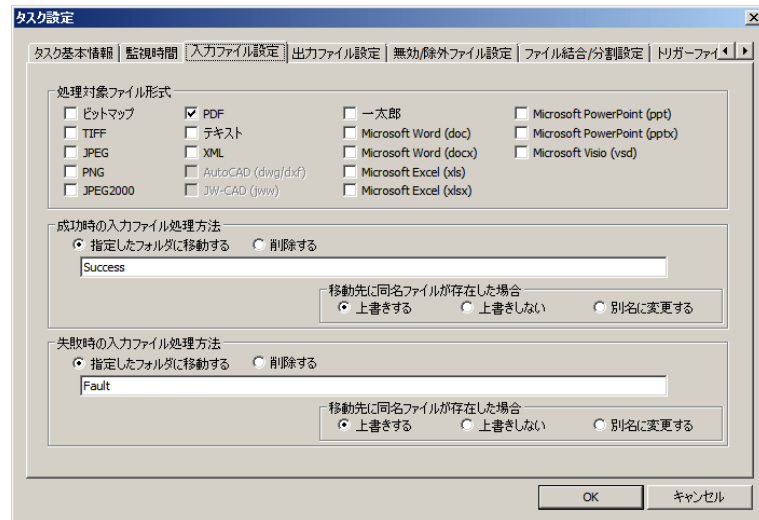 タスク設定
タスク基本情報 監視時間 入力ファイル設定 出力ファイル設定 無効/除外ファイル設定 ファイル結合/分割設定 トリガーファイ
処理対象ファイル形式
ビットマップ PDF 一太郎 Microsoft PowerPoint (ppt)
TIFF テキスト Microsoft Word (doc) Microsoft PowerPoint (pptx)
JPEG XML Microsoft Word (docx) Microsoft Visio (vsd)
PNG AutoCAD (dwg/dxf) Microsoft Excel (xls)
JPEG2000 JW-CAD (jww) Microsoft Excel (xlsx)
成功時の入力ファイル処理方法
指定したフォルダに移動する 削除する
Success
移動先に同名ファイルが存在した場合
上書きする 上書きしない 別名に変更する
失敗時の入力ファイル処理方法
指定したフォルダに移動する 削除する
Fault
移動先に同名ファイルが存在した場合
上書きする 上書きしない 別名に変更する
OK キャンセル